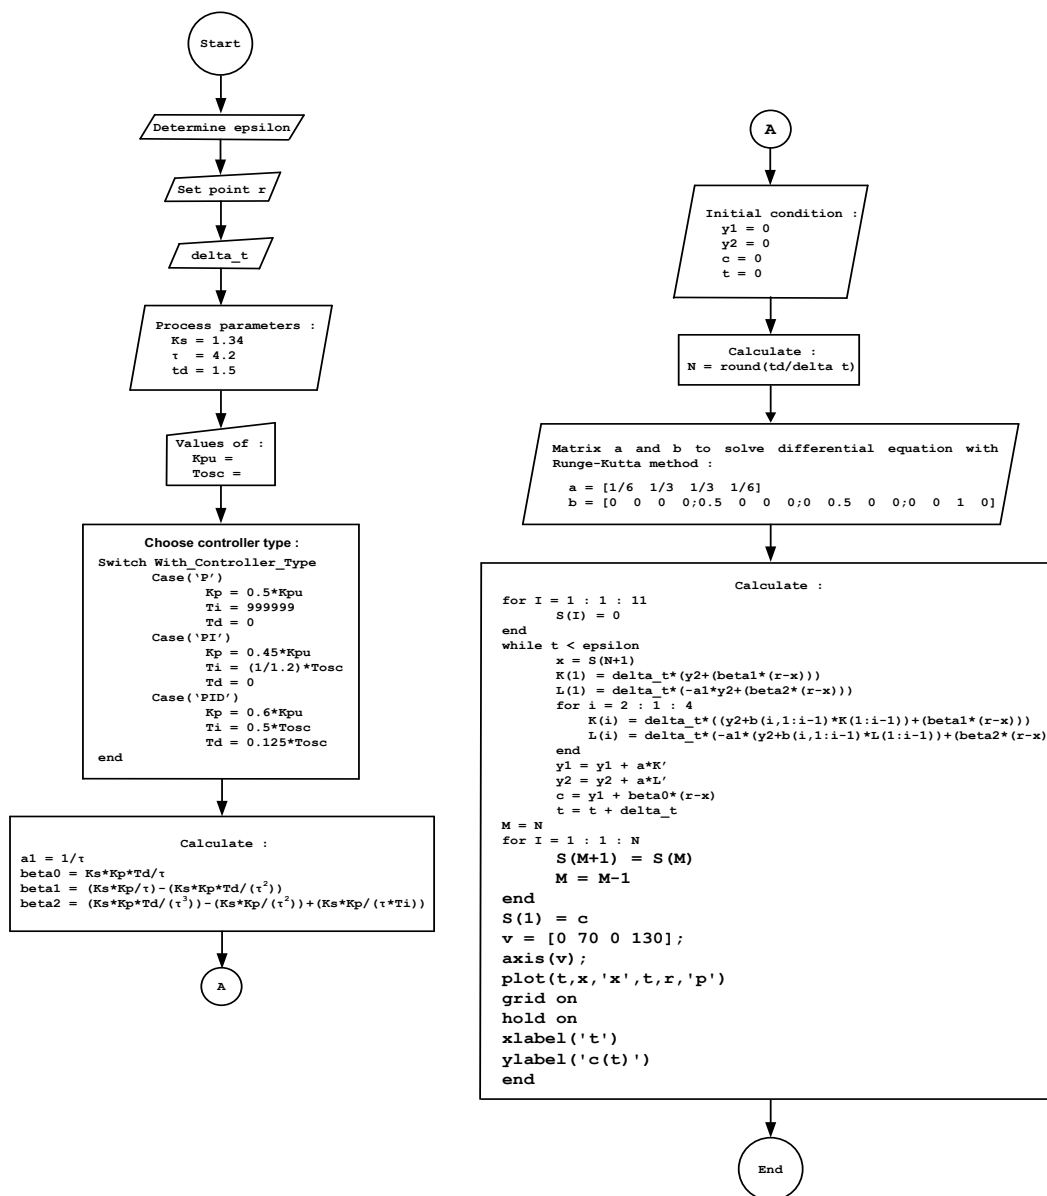 Start
Determine epsilon
Set point r
delta_t
Process parameters :
Ks = 1.34
τ = 4.2
td = 1.5
Values of :
Kpu =
Tosc =
Choose controller type :
Switch With_Controller_Type
Case(‘P’)
Kp = 0.5*Kpu
Ti = 999999
Td = 0
Case(‘PI’)
Kp = 0.45*Kpu
Ti = (1/1.2)*Tosc
Td = 0
Case(‘PID’)
Kp = 0.6*Kpu
Ti = 0.5*Tosc
Td = 0.125*Tosc
end
Calculate :
a1 = 1/τ
beta0 = Ks*Kp*Td/τ
beta1 = (Ks*Kp/τ)-(Ks*Kp*Td/(τ²))
beta2 = (Ks*Kp*Td/(τ³))-(Ks*Kp/(τ²))+(Ks*Kp/(τ*Ti))
A
A
Initial condition :
y1 = 0
y2 = 0
c = 0
t = 0
Calculate :
N = round(td/delta t)
Matrix a and b to solve differential equation with
Runge-Kutta method :
a = [1/6 1/3 1/3 1/6]
b = [0 0 0 0;0.5 0 0 0;0 0.5 0 0;0 0 1 0]
Calculate :
for I = 1 : 1 : 11
S(I) = 0
end
while t < epsilon
x = S(N+1)
K(1) = delta_t*(y2+(beta1*(r-x)))
L(1) = delta_t*(-a1*y2+(beta2*(r-x)))
for i = 2 : 1 : 4
K(i) = delta_t*((y2+b(i,1:i-1)*K(1:i-1))+(beta1*(r-x)))
L(i) = delta_t*(-a1*(y2+b(i,1:i-1)*L(1:i-1))+(beta2*(r-x)
end
y1 = y1 + a*K’
y2 = y2 + a*L’
c = y1 + beta0*(r-x)
t = t + delta_t
M = N
for I = 1 : 1 : N
S(M+1) = S(M)
M = M-1
end
S(1) = c
v = [0 70 0 130];
axis(v);
plot(t,x,'x',t,r,'p')
grid on
hold on
xlabel('t')
ylabel('c(t)')
end
End